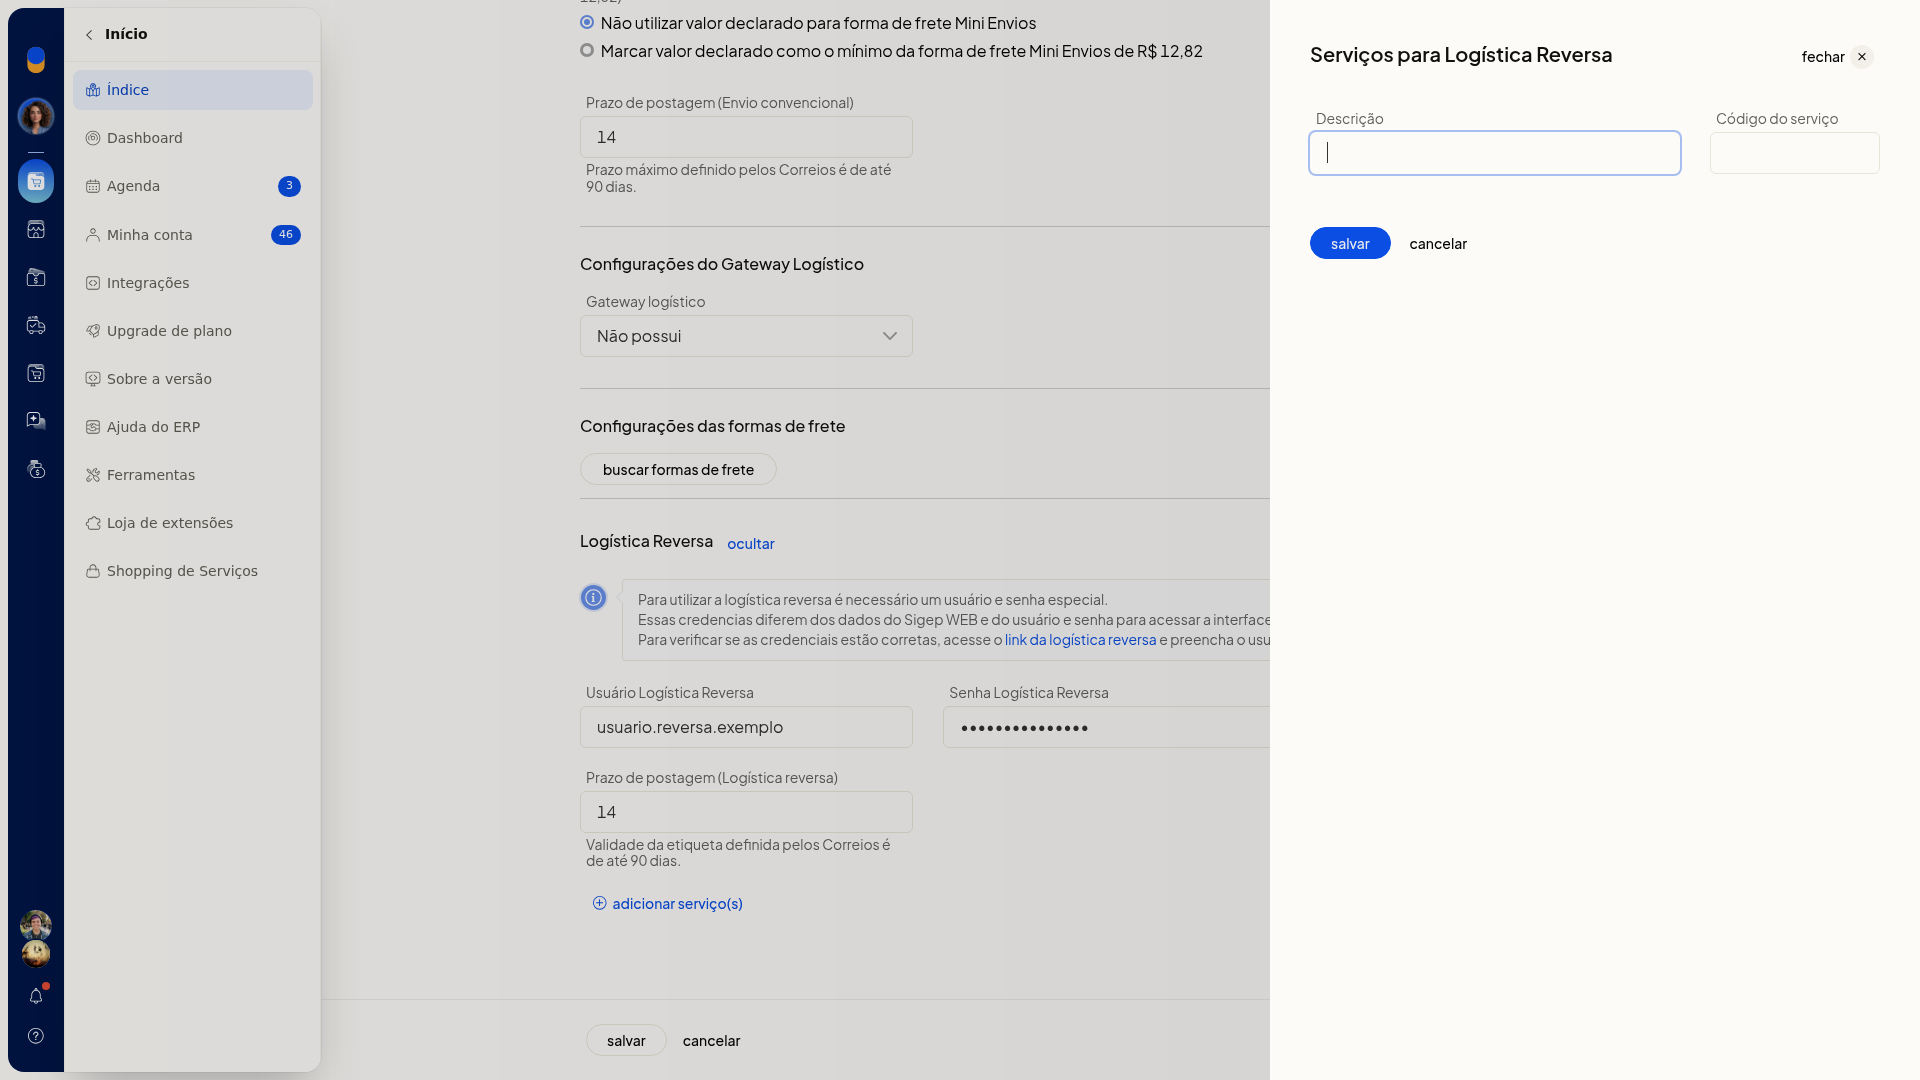 Início
Índice
Dashboard
Agenda
3
Minha conta
46
Integrações
Upgrade de plano
Sobre a versão
Ajuda do ERP
Ferramentas
Loja de extensões
Shopping de Serviços
Não utilizar valor declarado para forma de frete Mini Envios
Marcar valor declarado como o mínimo da forma de frete Mini Envios de R$ 12,82
Prazo de postagem (Envio convencional)
14
Prazo máximo definido pelos Correios é de até
90 dias.
Configurações do Gateway Logístico
Gateway logístico
Não possui
Configurações das formas de frete
buscar formas de frete
Logística Reversa
ocultar
Para utilizar a logística reversa é necessário um usuário e senha especial.
Essas credenciais diferem dos dados do Sigep WEB e do usuário e senha para acessar a interface
Para verificar se as credenciais estão corretas, acesse o link da logística reversa e preencha o usu
Usuário Logística Reversa
Senha Logística Reversa
usuario.reversa.exemplo
•••••••••••••••
Prazo de postagem (Logística reversa)
14
Validade da etiqueta definida pelos Correios é
de até 90 dias.
adicionar serviço(s)
salvar
cancelar
Serviços para Logística Reversa
fechar
Descrição
Código do serviço
salvar
cancelar